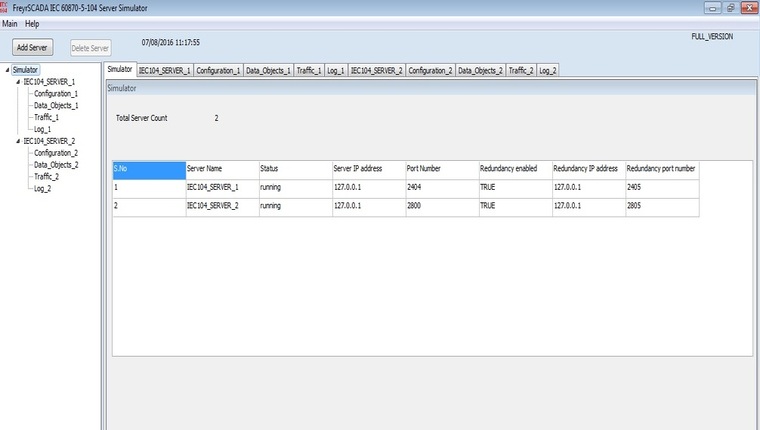 FreyrSCADA IEC 60870-5-104 Server Simulator
Main Help
Add Server Delete Server 07/08/2016 11:17:55 FULL_VERSION
Simulator
IEC104_SERVER_1
Configuration_1
Data_Objects_1
Traffic_1
Log_1
IEC104_SERVER_2
Configuration_2
Data_Objects_2
Traffic_2
Log_2
Simulator IEC104_SERVER_1 Configuration_1 Data_Objects_1 Traffic_1 Log_1 IEC104_SERVER_2 Configuration_2 Data_Objects_2 Traffic_2 Log_2
Simulator
Total Server Count 2
S.No Server Name Status Server IP address Port Number Redundancy enabled Redundancy IP address Redundancy port number
1 IEC104_SERVER_1 running 127.0.0.1 2404 TRUE 127.0.0.1 2405
2 IEC104_SERVER_2 running 127.0.0.1 2800 TRUE 127.0.0.1 2805